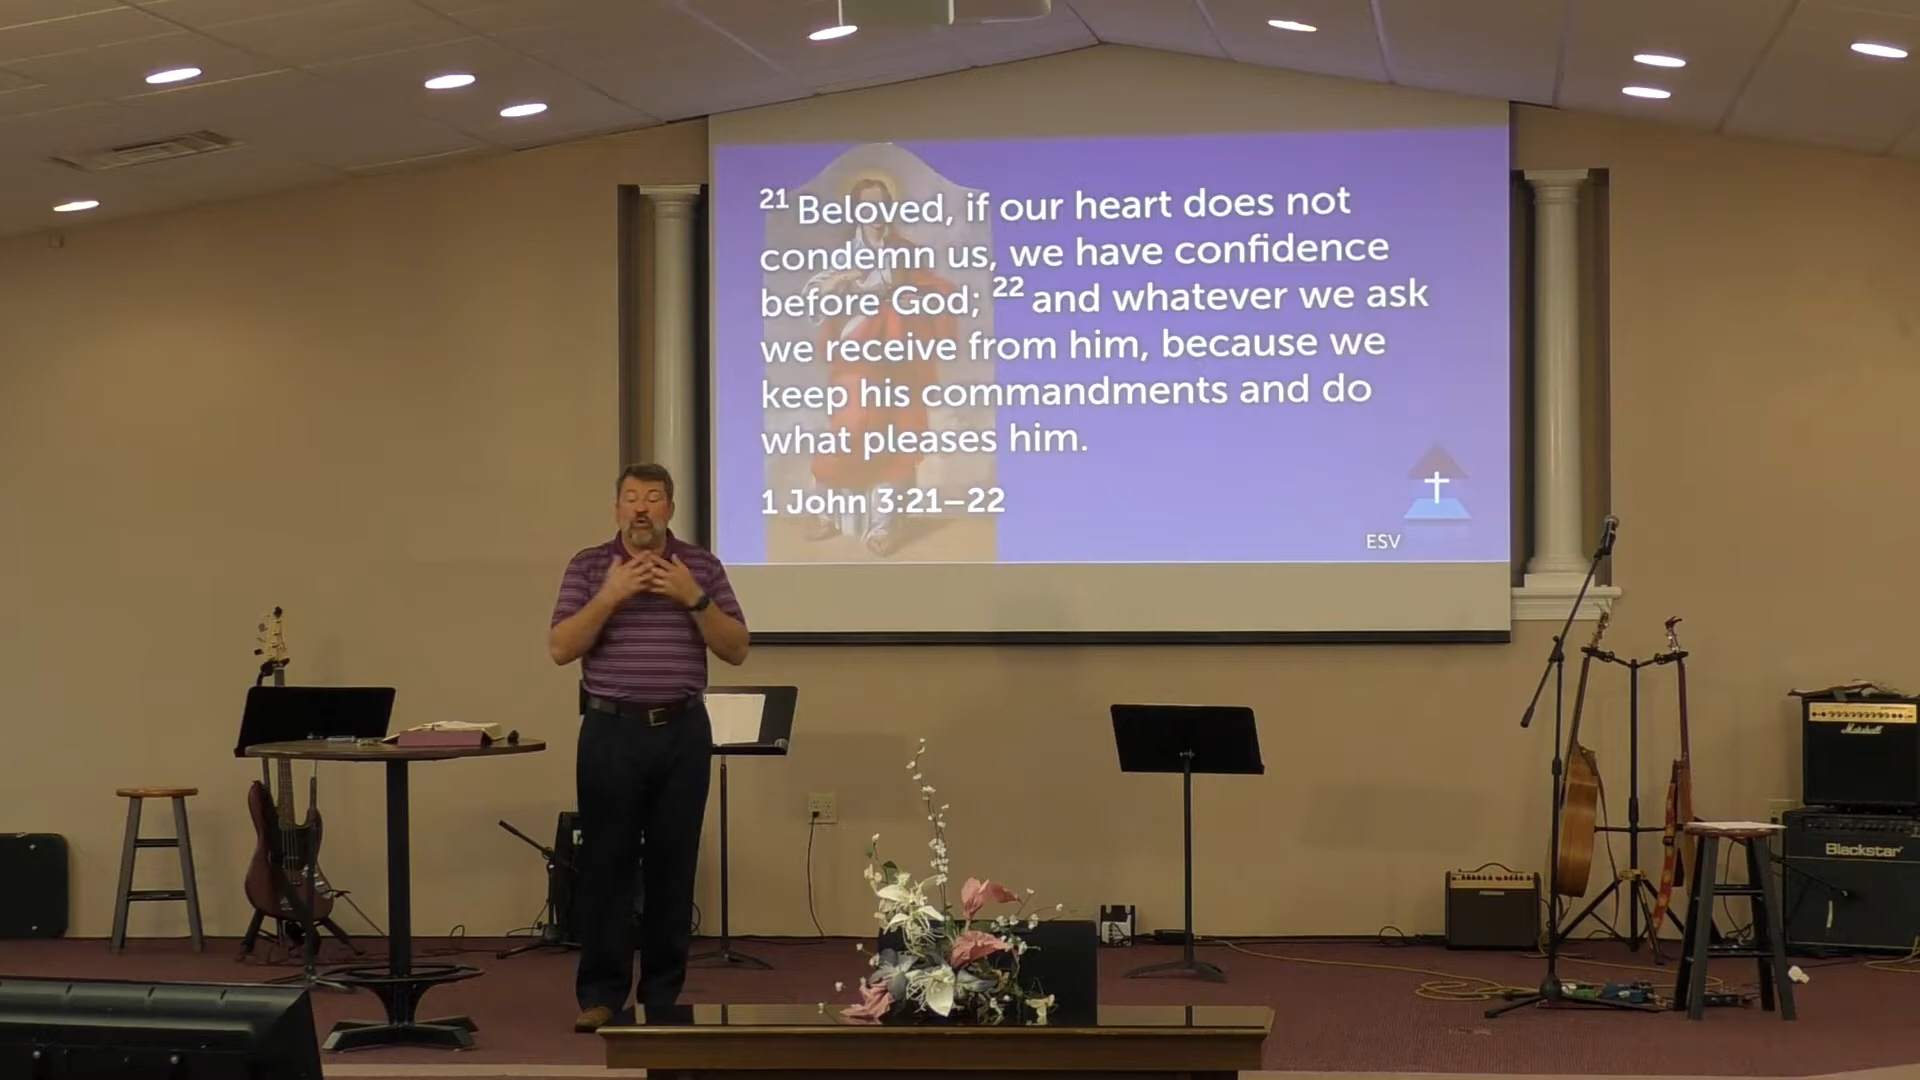 21 Beloved, if our heart does not
condemn us, we have confidence
before God; 22 and whatever we ask
we receive from him, because we
keep his commandments and do
what pleases him.
1 John 3:21–22
ESV
Marshall
Blackstar